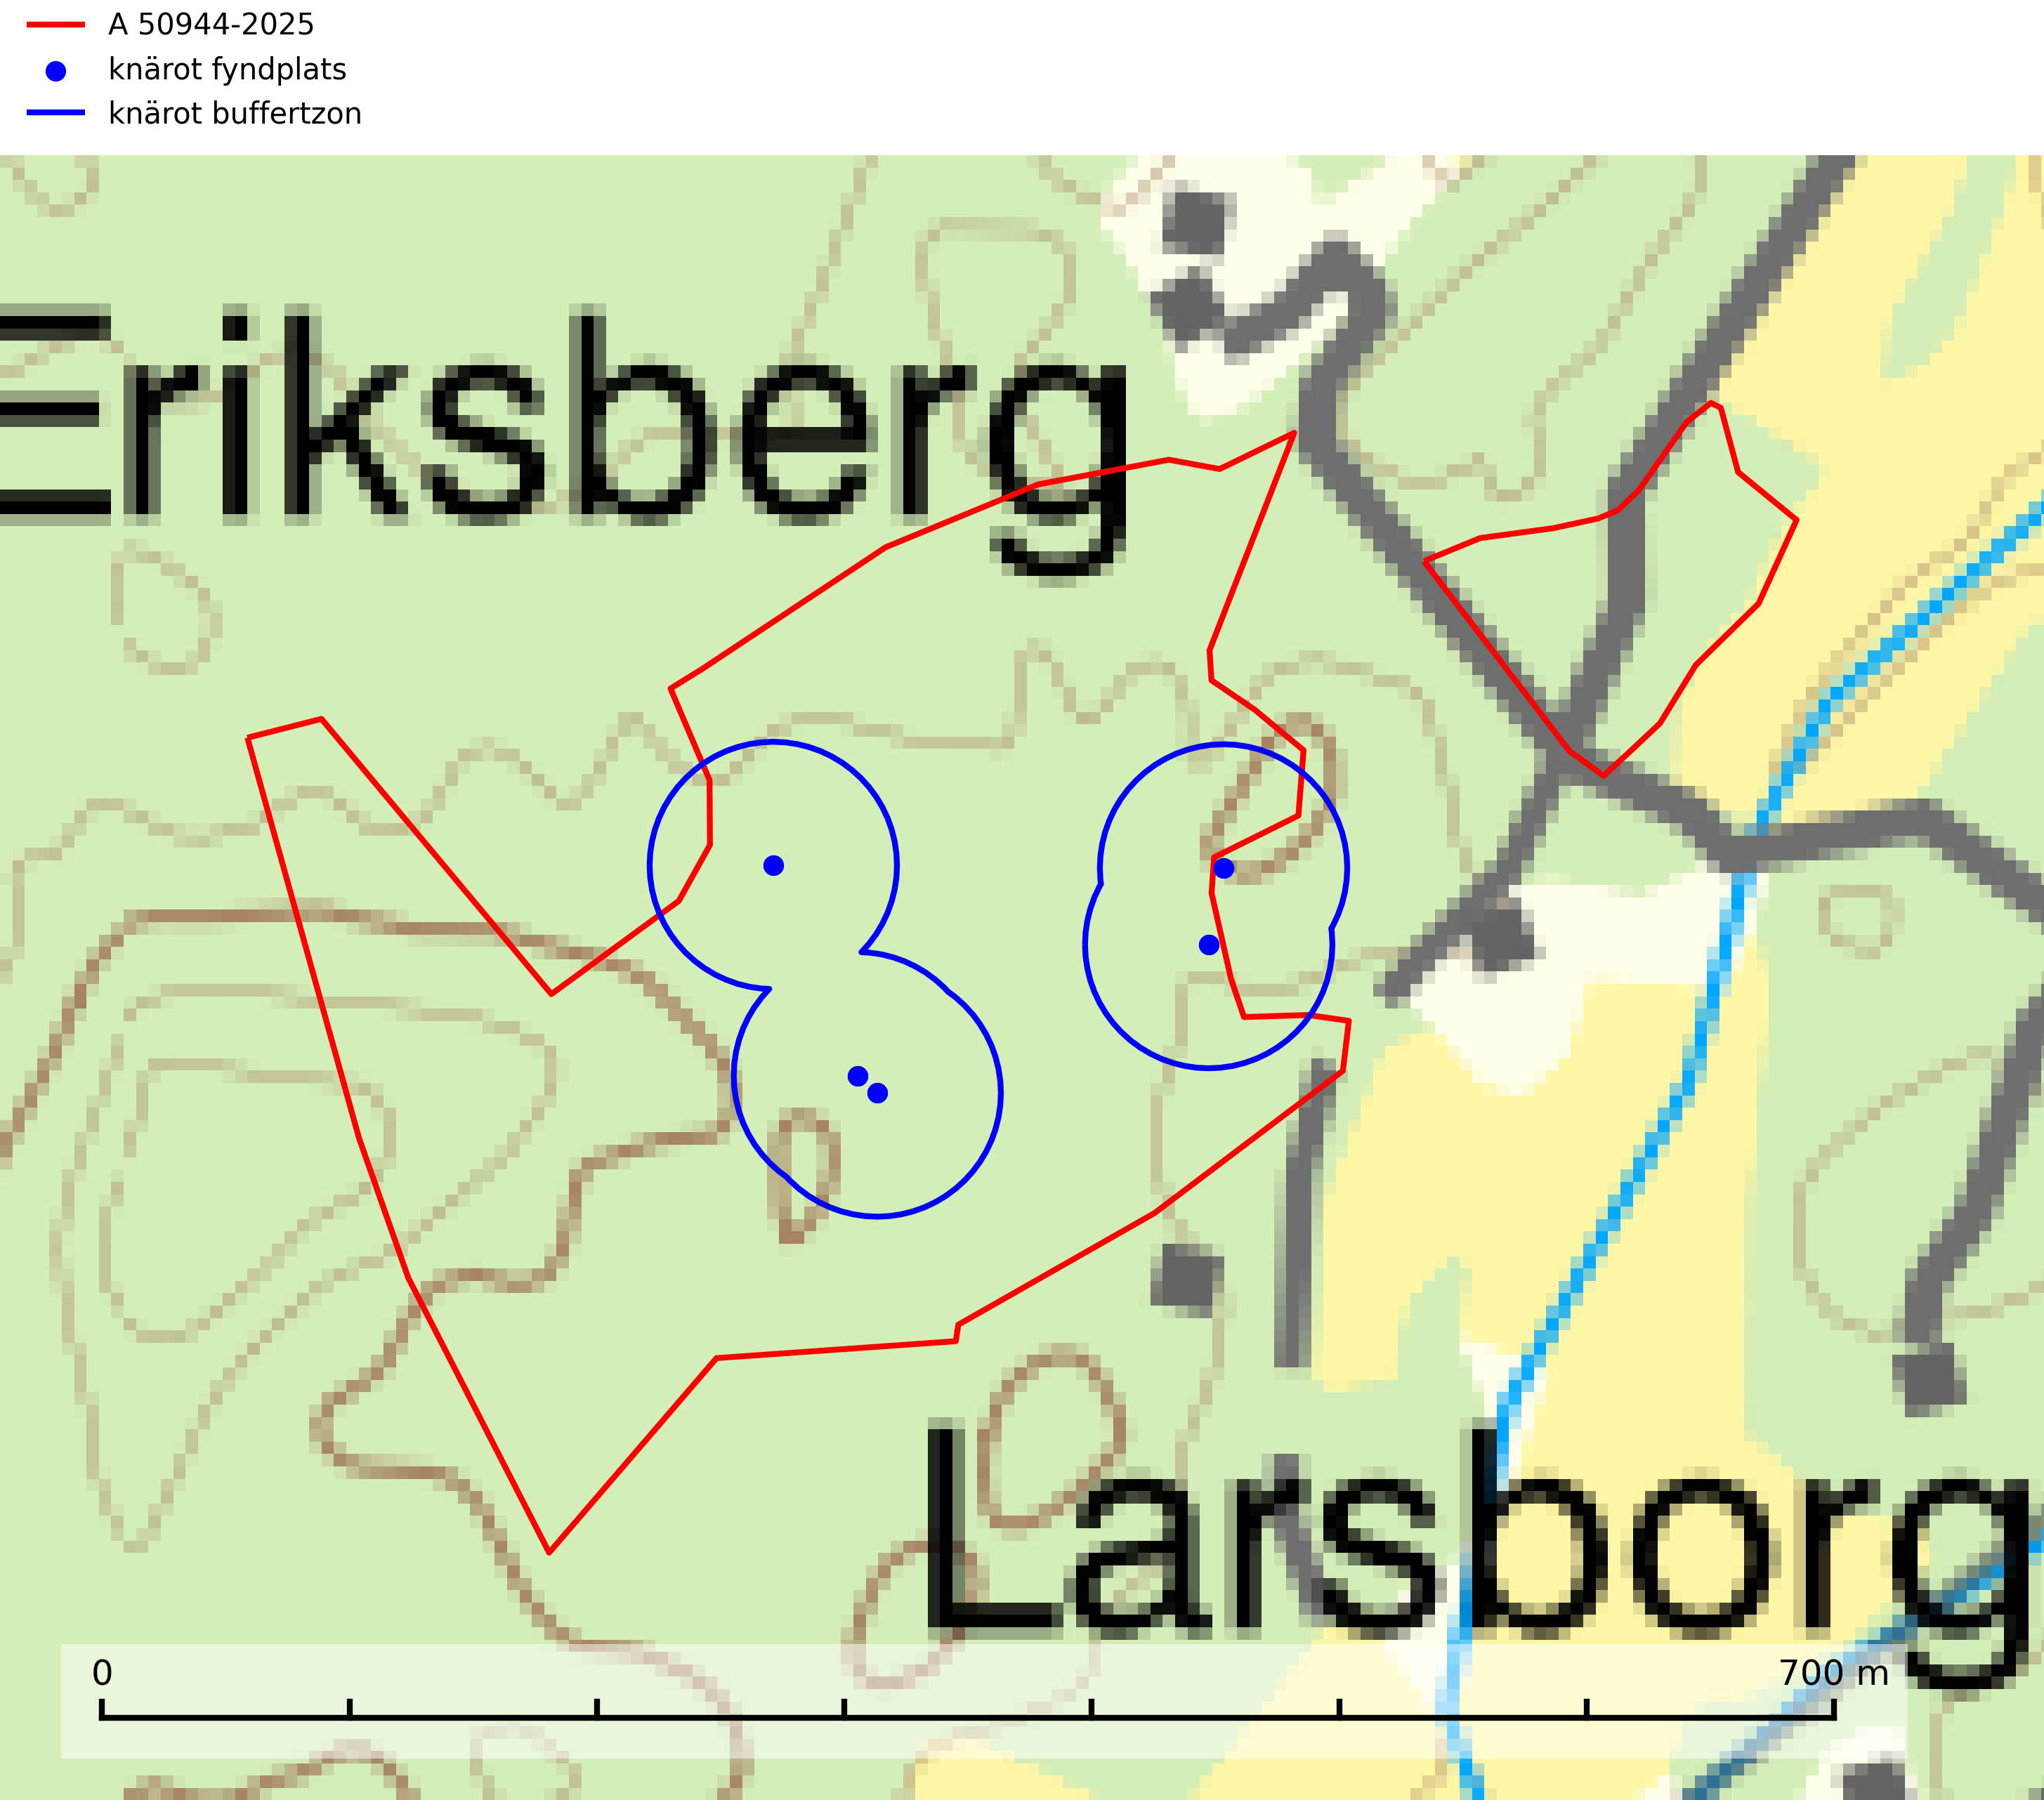 A 50944-2025
knärot fyndplats
knärot buffertzon
Eriksberg
Larsborg
0 700 m